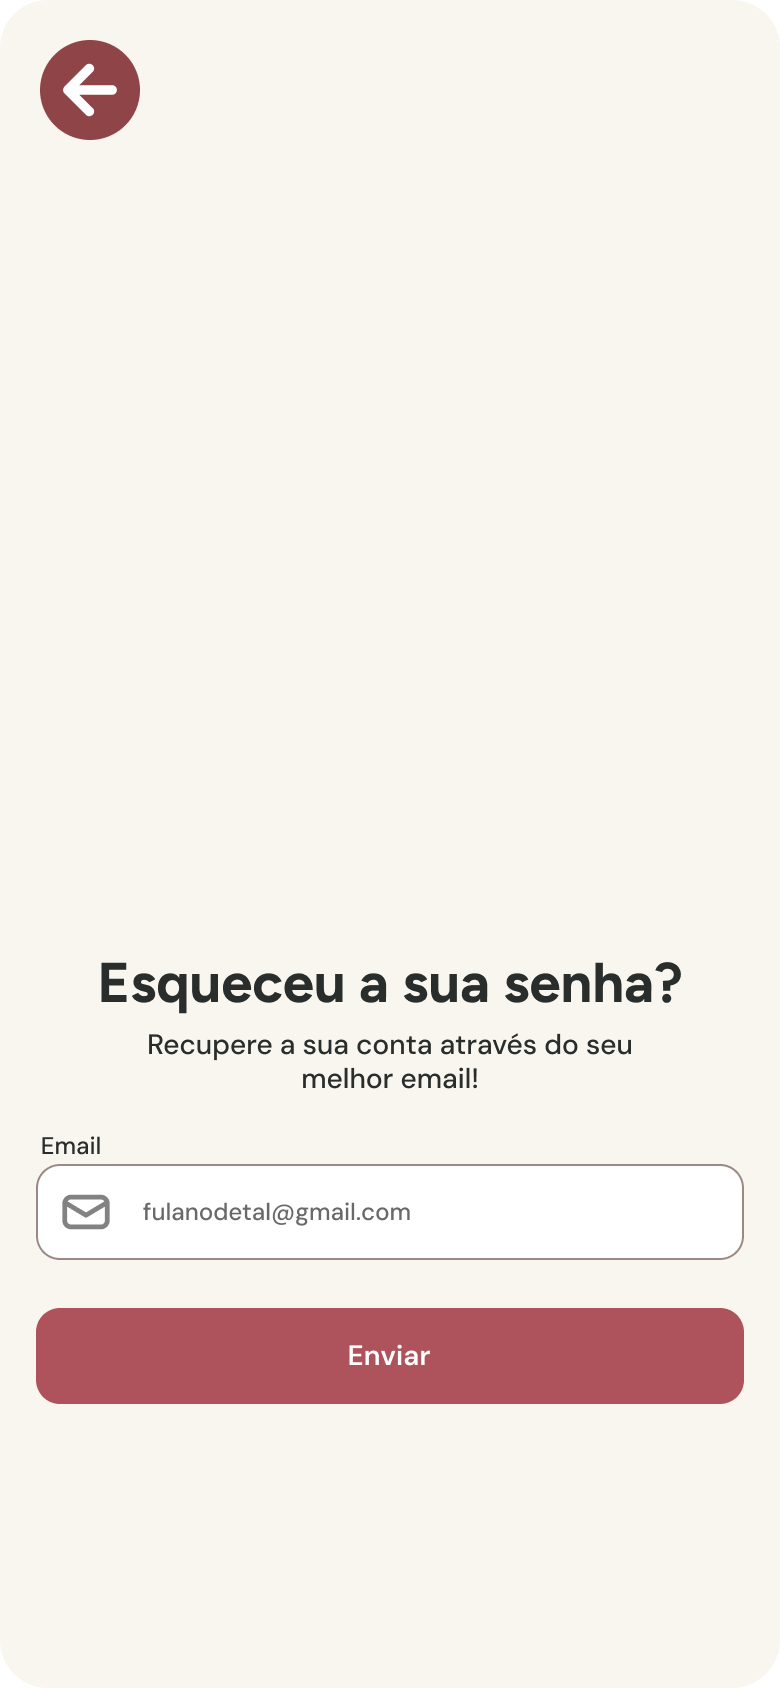 Esqueceu a sua senha?
Recupere a sua conta através do seu
melhor email!
Email
fulanodetal@gmail.com
Enviar